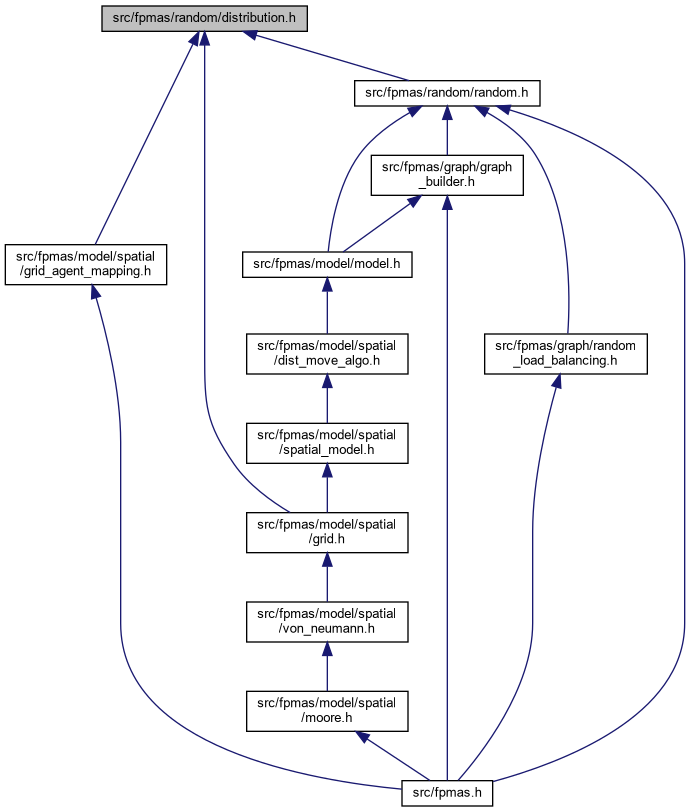 src/fpmas/random/distribution.h
src/fpmas/random/random.h
src/fpmas/graph/graph
_builder.h
src/fpmas/model/spatial
/grid_agent_mapping.h
src/fpmas/model/model.h
src/fpmas/model/spatial
/dist_move_algo.h
src/fpmas/graph/random
_load_balancing.h
src/fpmas/model/spatial
/spatial_model.h
src/fpmas/model/spatial
/grid.h
src/fpmas/model/spatial
/von_neumann.h
src/fpmas/model/spatial
/moore.h
src/fpmas.h